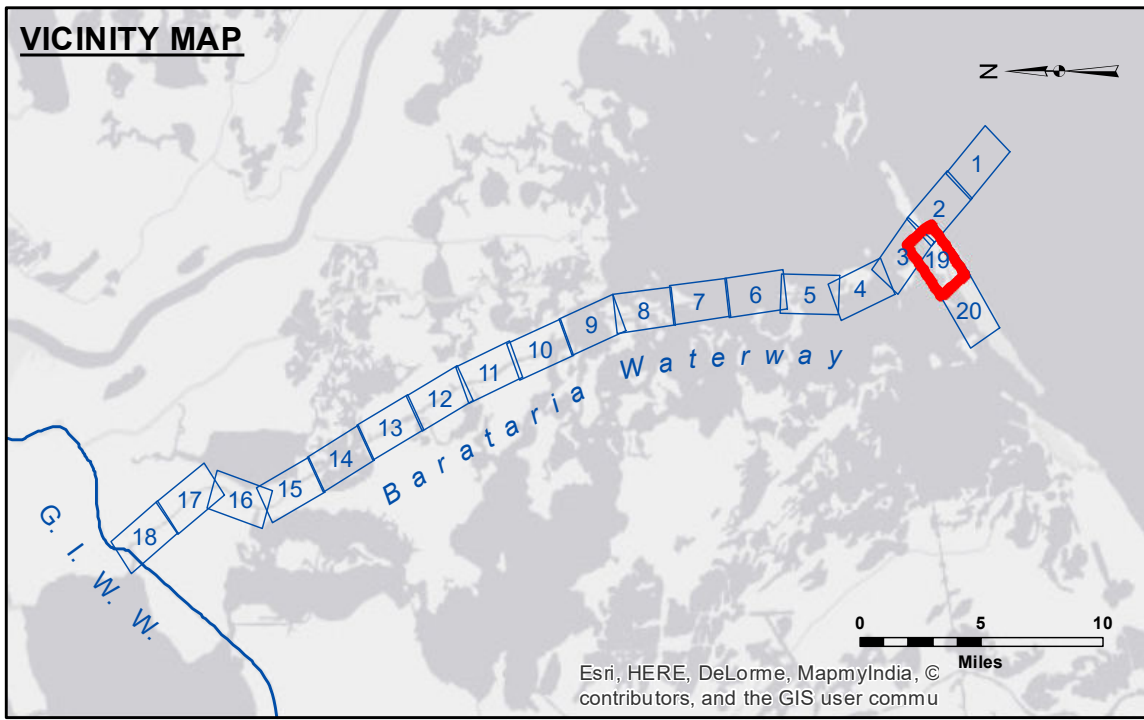 VICINITY MAP
N
1
2
3
19
20
4
5
6
7
8
9
10
11
12
13
14
15
16
17
18
Barataria Waterway
G. I. W. W.
0 5 10
Miles
Esri, HERE, DeLorme, MapmyIndia, ©
contributors, and the GIS user commu